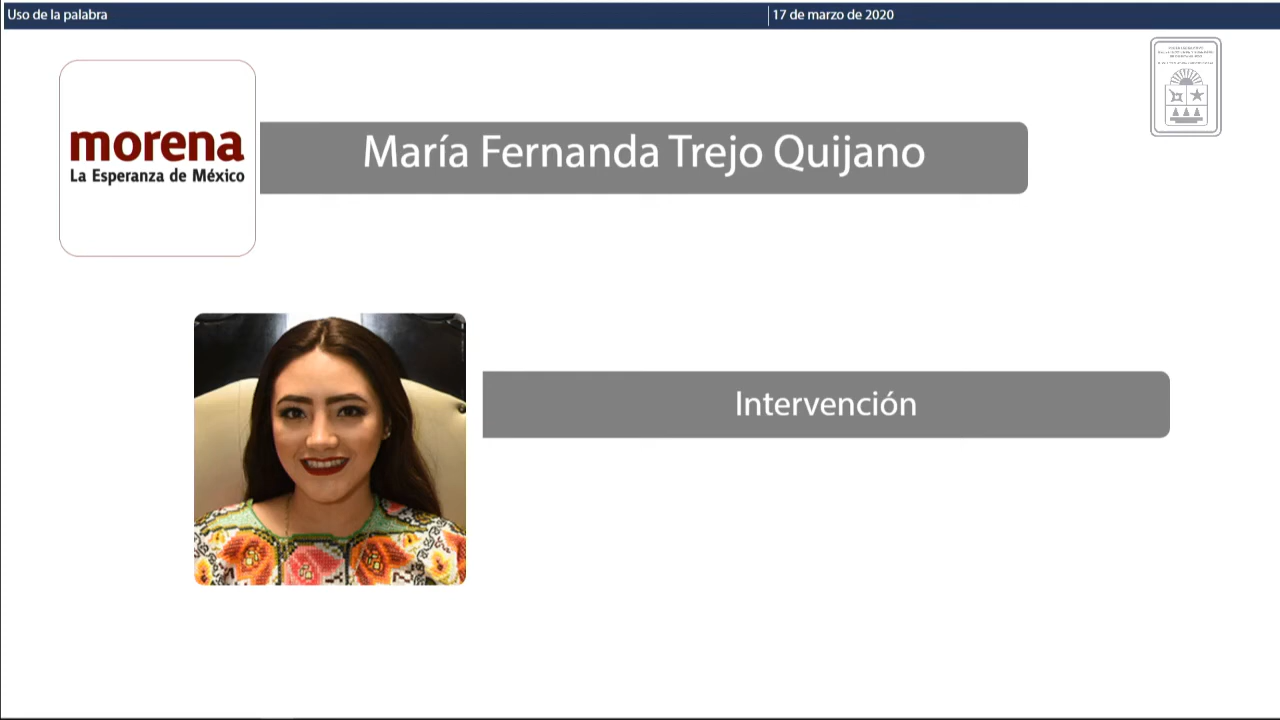 Uso de la palabra
17 de marzo de 2020
morena
La Esperanza de México
María Fernanda Trejo Quijano
Intervención